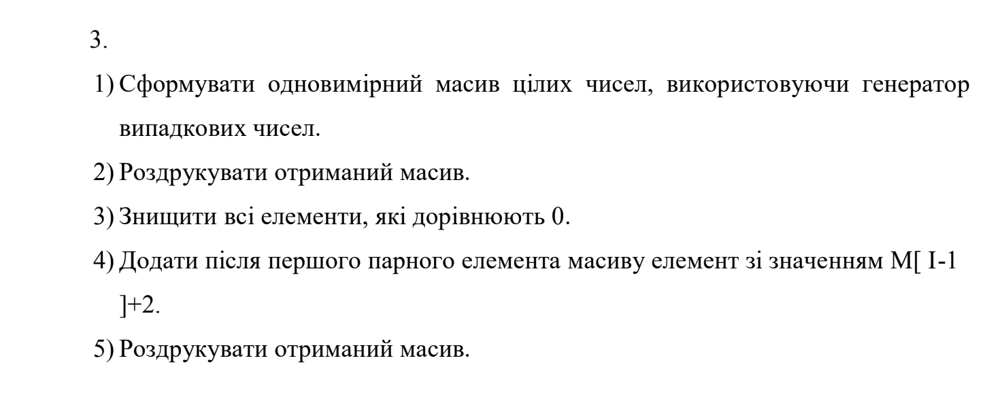 3.
1) Сформувати одновимірний масив цілих чисел, використовуючи генератор
випадкових чисел.
2) Роздрукувати отриманий масив.
3) Знищити всі елементи, які дорівнюють 0.
4) Додати після першого парного елемента масиву елемент зі значенням M[ I-1
]+2.
5) Роздрукувати отриманий масив.